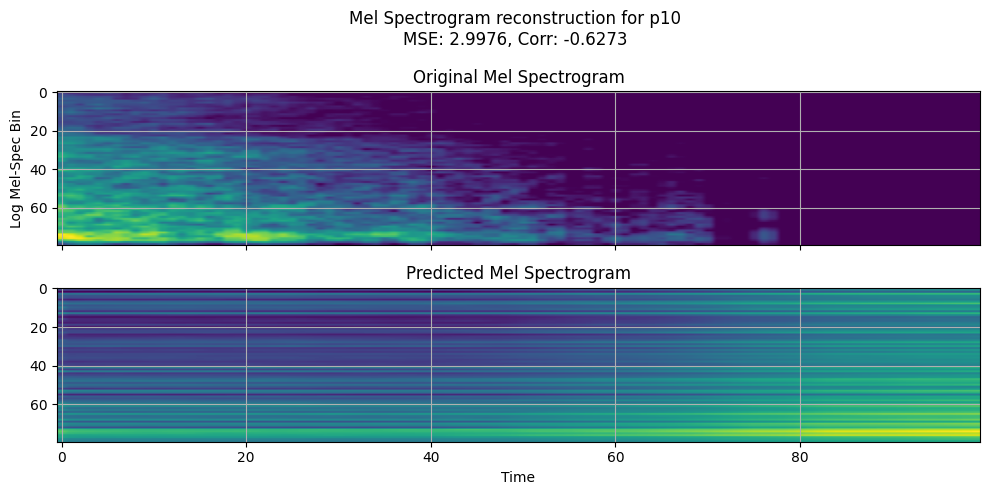 Mel Spectrogram reconstruction for p10
MSE: 2.9976, Corr: -0.6273
Original Mel Spectrogram
Log Mel-Spec Bin
0
20
40
60
Predicted Mel Spectrogram
0
20
40
60
0 20 40 60 80
Time